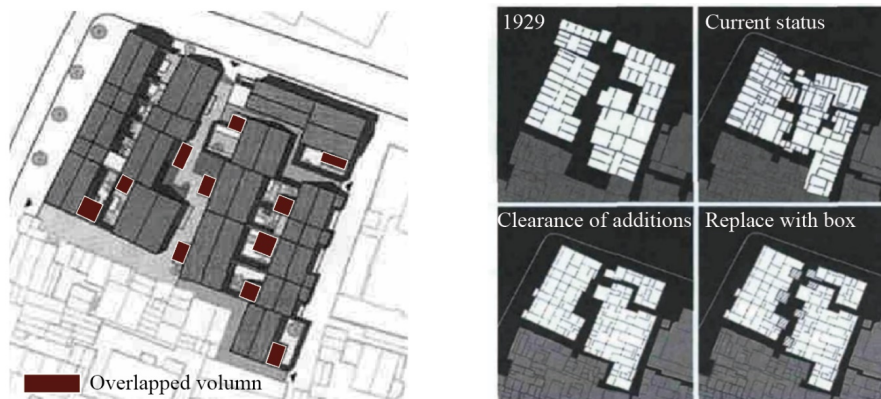 Overlapped volumn
1929
Current status
Clearance of additions
Replace with box